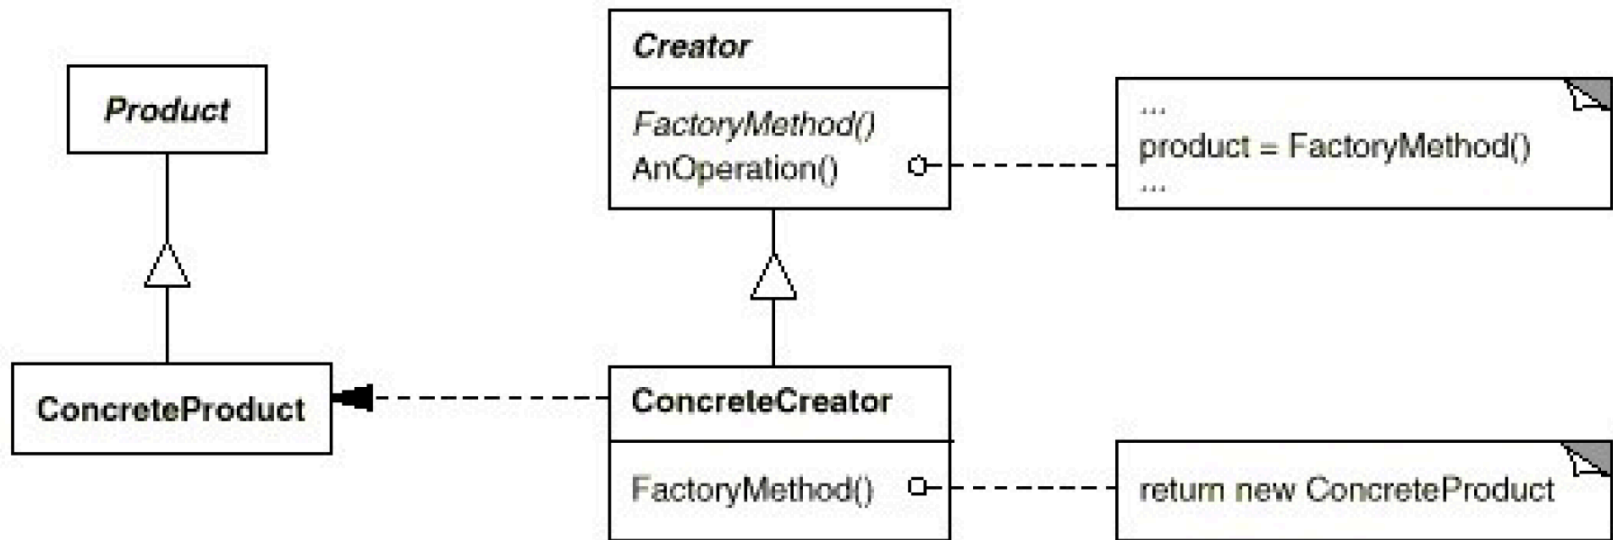 Product
Creator
FactoryMethod()
AnOperation()
...
product = FactoryMethod()
...
ConcreteProduct
ConcreteCreator
FactoryMethod()
return new ConcreteProduct